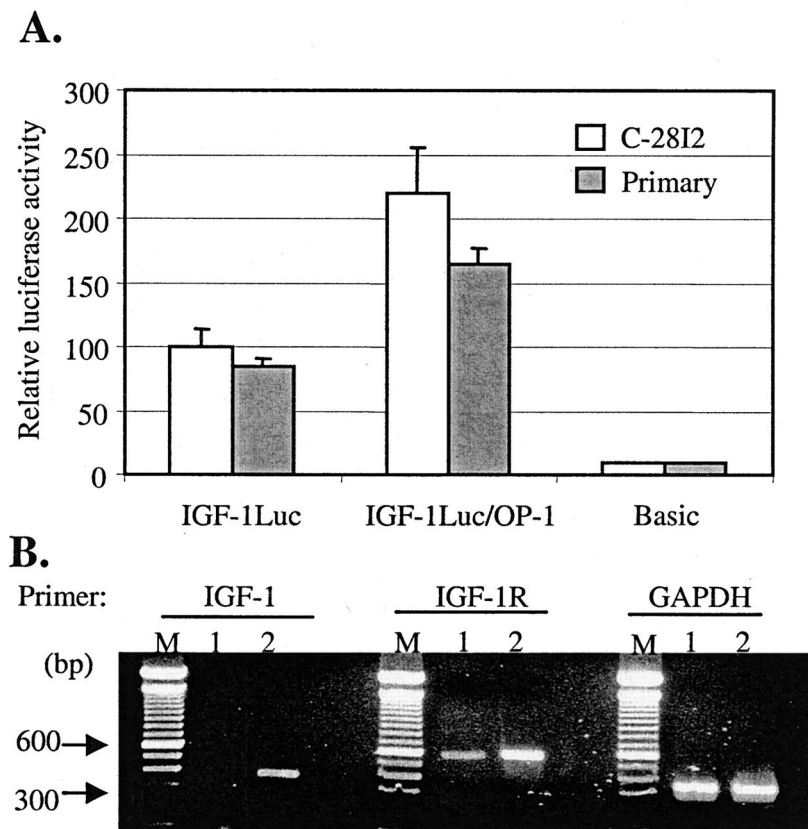 A.
300
250
200
150
100
50
0
Relative luciferase activity
C-28I2
Primary
IGF-1Luc IGF-1Luc/OP-1 Basic
B.
Primer: IGF-1 IGF-1R GAPDH
(bp) M 1 2 M 1 2 M 1 2
600
300